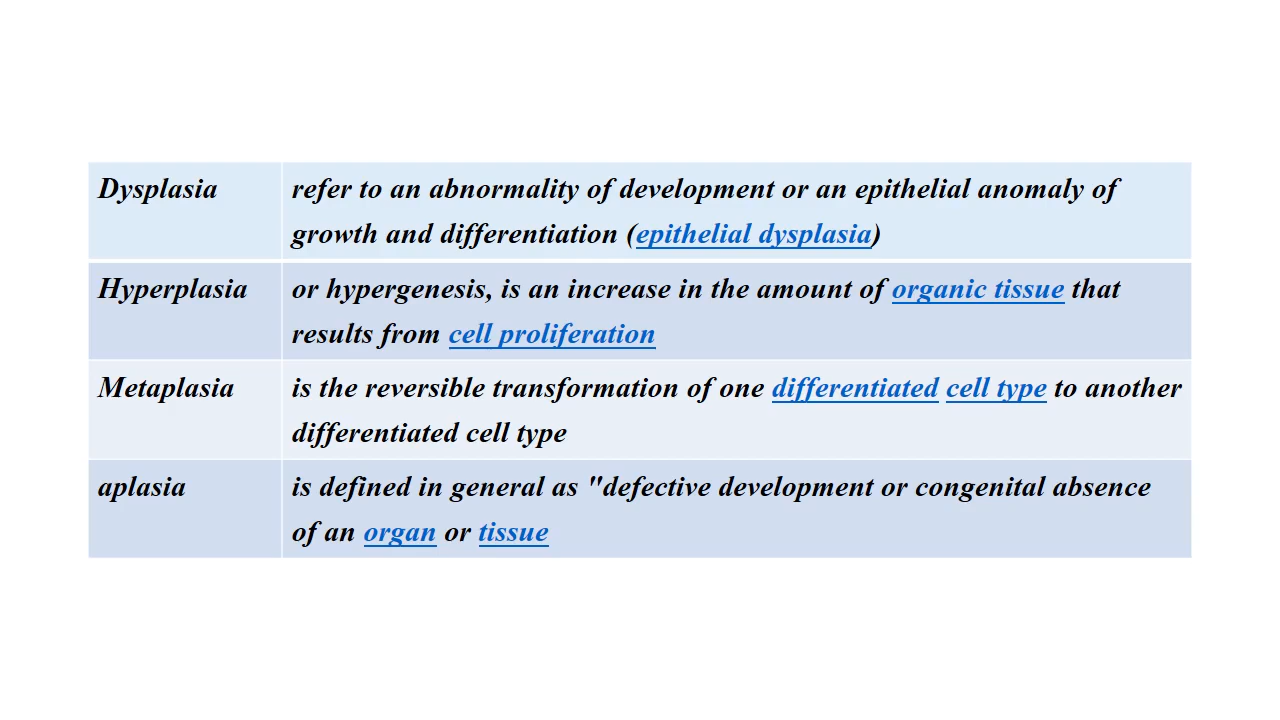 Dysplasia
refer to an abnormality of development or an epithelial anomaly of
growth and differentiation (epithelial dysplasia)
Hyperplasia
or hypergenesis, is an increase in the amount of organic tissue that
results from cell proliferation
Metaplasia
is the reversible transformation of one differentiated cell type to another
differentiated cell type
aplasia
is defined in general as "defective development or congenital absence
of an organ or tissue